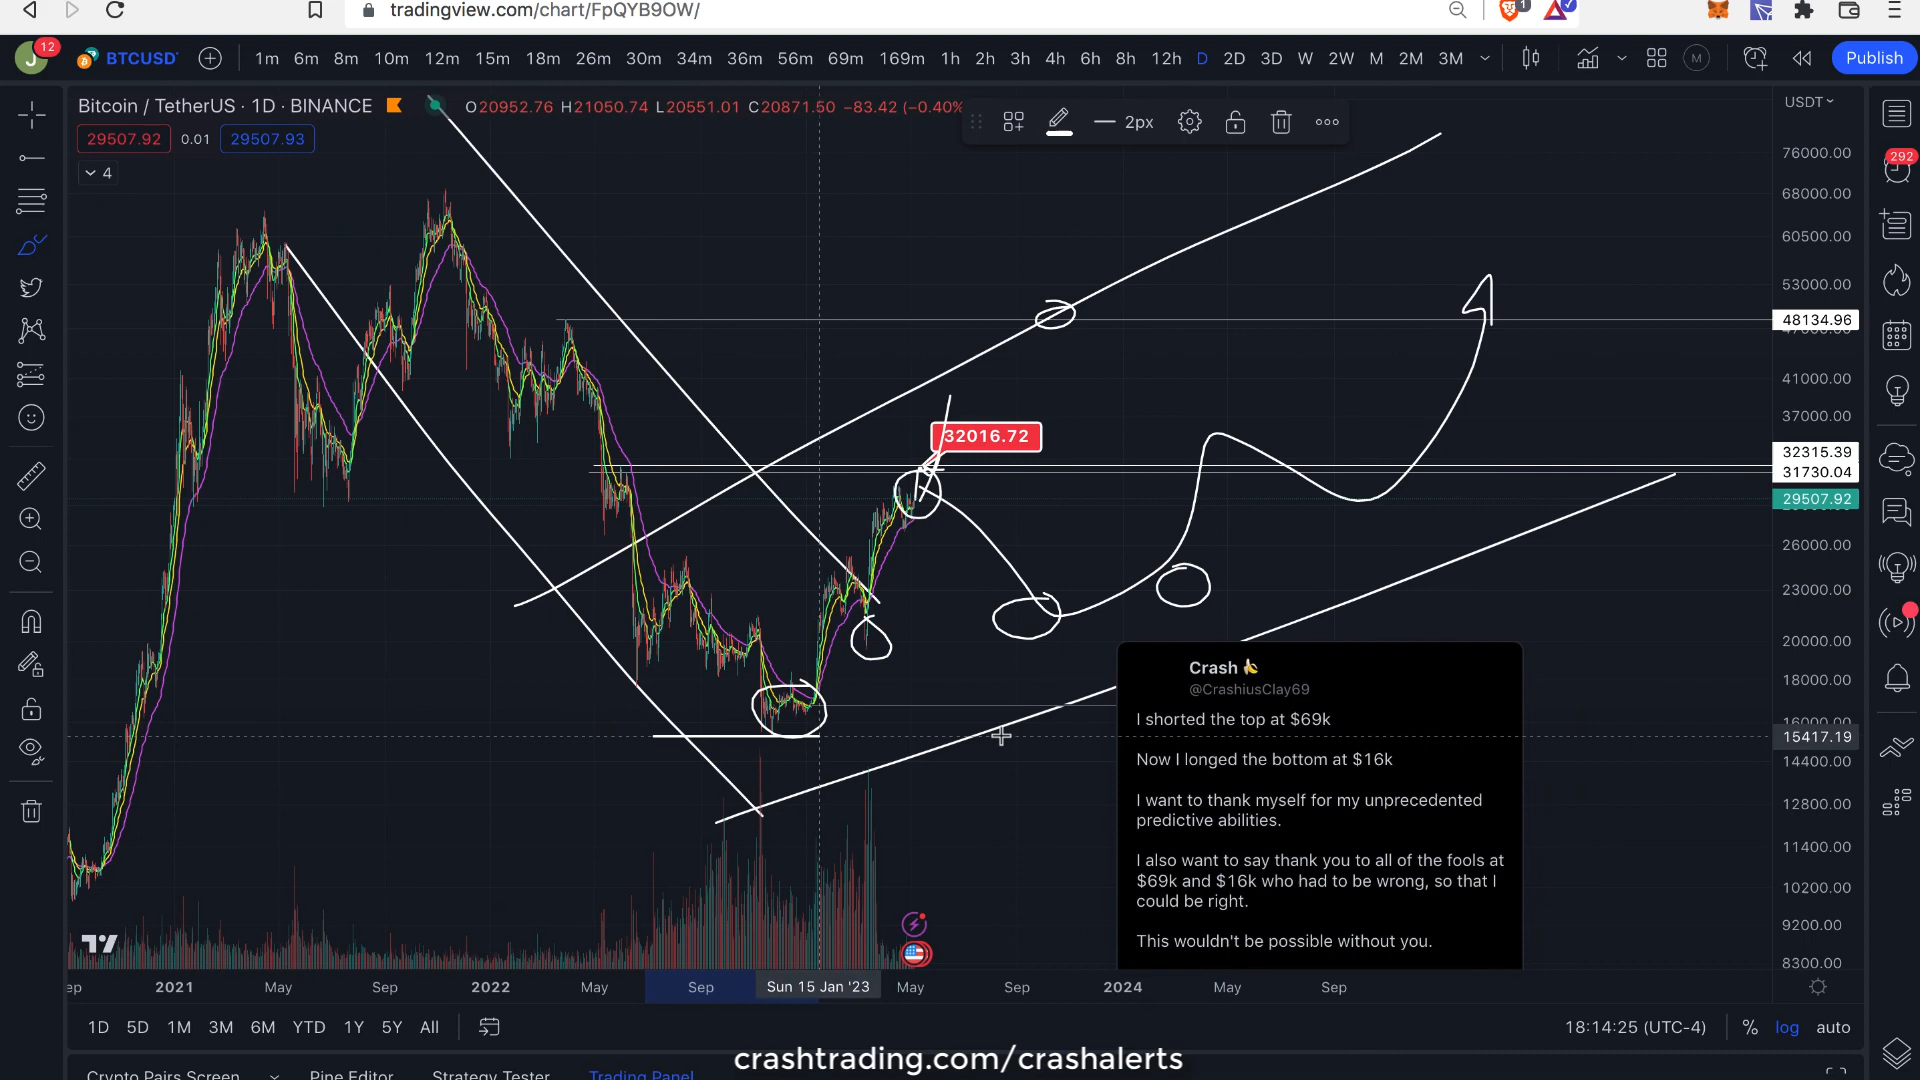 tradingview.com/chart/FpQYB9OW/
1
J
12
BTCUSD
1m 6m 8m 10m 12m 15m 18m 26m 30m 34m 36m 56m 69m 169m 1h 2h 3h 4h 6h 8h 12h D 2D 3D W 2W M 2M 3M
M
Publish
Bitcoin / TetherUS · 1D · BINANCE
O20952.76 H21050.74 L20551.01 C20871.50 −83.42 (−0.40%
2px
USDT
29507.92 0.01 29507.93
4
76000.00
68000.00
60500.00
53000.00
48134.96
41000.00
37000.00
32016.72
32315.39
31730.04
29507.92
26000.00
23000.00
20000.00
18000.00
16000.00
15417.19
14400.00
12800.00
11400.00
10200.00
9200.00
8300.00
292
Crash 🍌
@CrashiusClay69
I shorted the top at $69k
Now I longed the bottom at $16k
I want to thank myself for my unprecedented
predictive abilities.
I also want to say thank you to all of the fools at
$69k and $16k who had to be wrong, so that I
could be right.
This wouldn't be possible without you.
ep 2021 May Sep 2022 May Sep Sun 15 Jan '23 May Sep 2024 May Sep
1D 5D 1M 3M 6M YTD 1Y 5Y All
18:14:25 (UTC-4) % log auto
Crypto Pairs Screen Pine Editor Strategy Tester Trading Panel
crashtrading.com/crashalerts